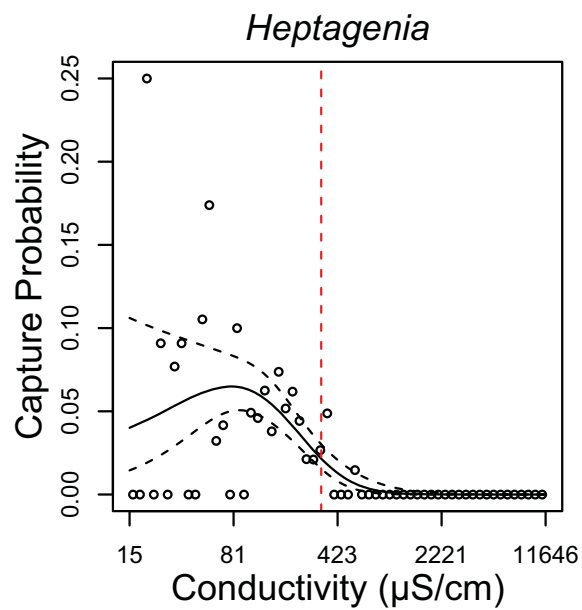 Heptagenia
Capture Probability
0.25
0.20
0.15
0.10
0.05
0.00
15 81 423 2221 11646
Conductivity (µS/cm)